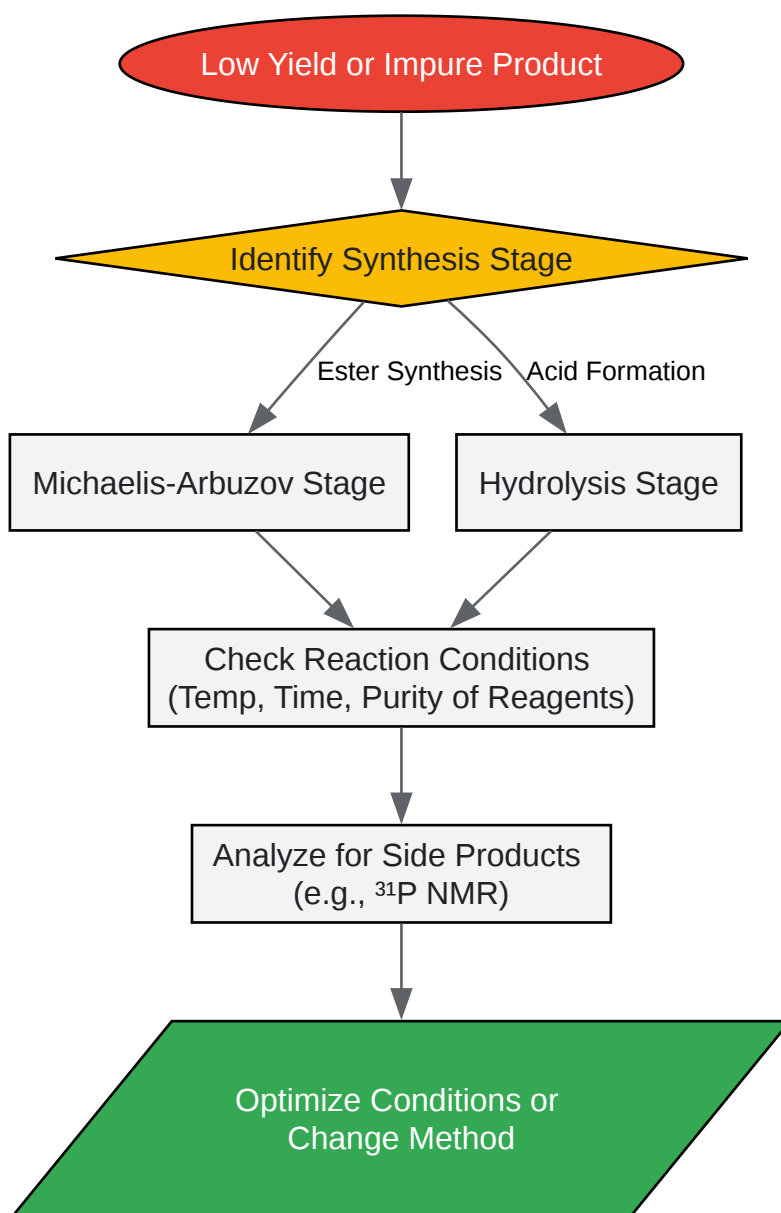 Low Yield or Impure Product
Identify Synthesis Stage
Ester Synthesis
Acid Formation
Michaelis-Arbuzov Stage
Hydrolysis Stage
Check Reaction Conditions
(Temp, Time, Purity of Reagents)
Analyze for Side Products
(e.g., ³¹P NMR)
Optimize Conditions or
Change Method